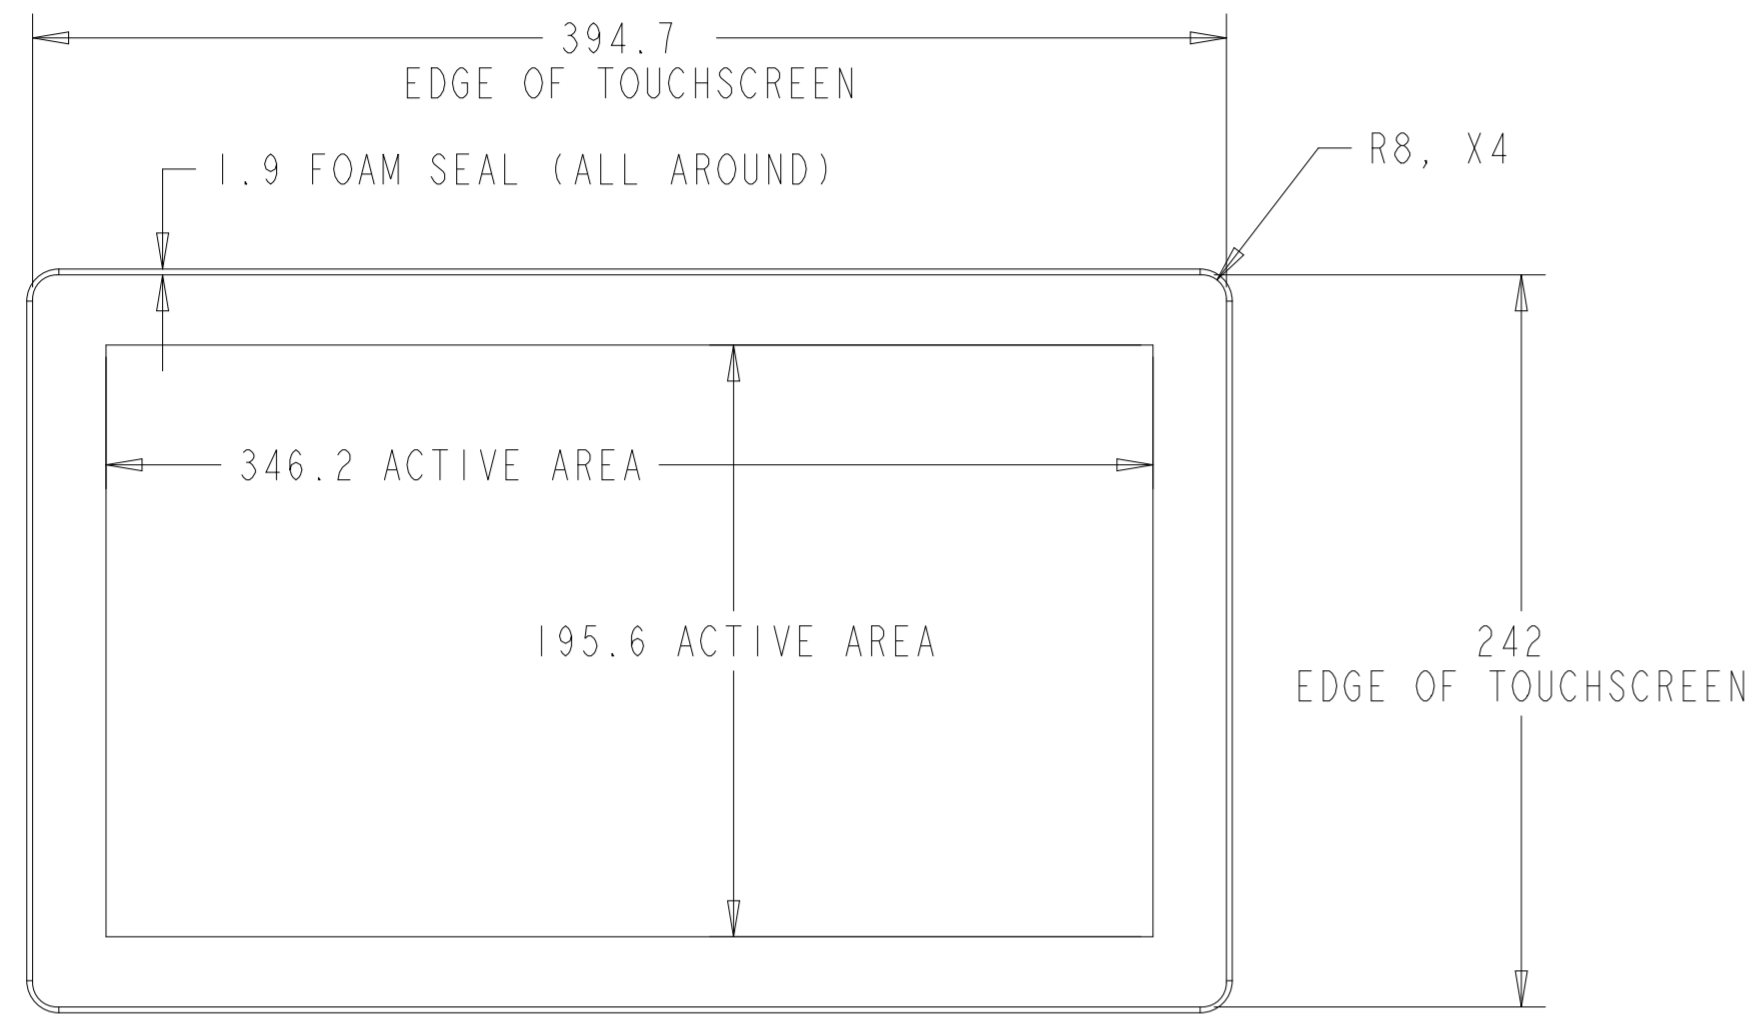 394.7
EDGE OF TOUCHSCREEN
1.9 FOAM SEAL (ALL AROUND)
R8, X4
346.2 ACTIVE AREA
195.6 ACTIVE AREA
242
EDGE OF TOUCHSCREEN